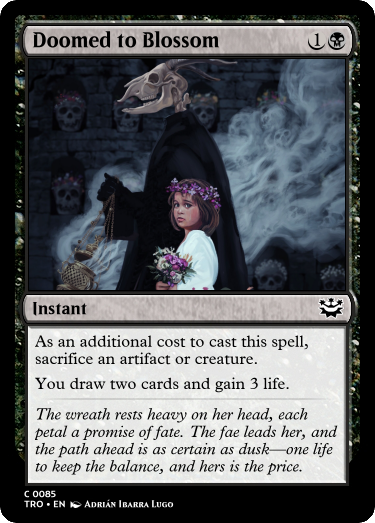 Doomed to Blossom 1
Instant
As an additional cost to cast this spell,
sacrifice an artifact or creature.
You draw two cards and gain 3 life.
The wreath rests heavy on her head, each
petal a promise of fate. The fae leads her, and
the path ahead is as certain as dusk—one life
to keep the balance, and hers is the price.
C 0085
TRO • EN Adrián Ibarra Lugo